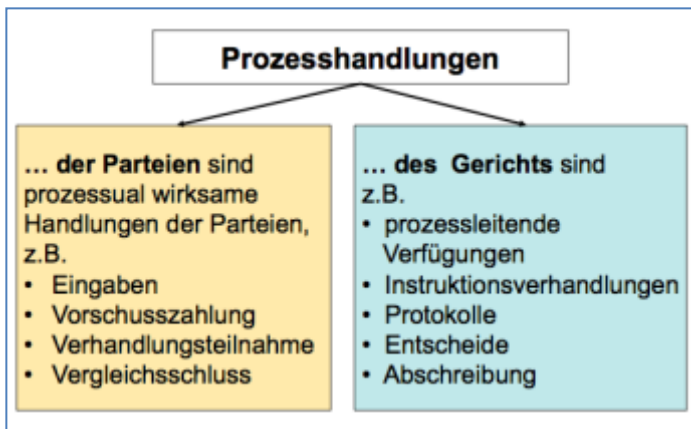 Prozesshandlungen
... der Parteien sind
prozessual wirksame
Handlungen der Parteien,
z.B.
• Eingaben
• Vorschusszahlung
• Verhandlungsteilnahme
• Vergleichsschluss
... des Gerichts sind
z.B.
• prozessleitende
Verfügungen
• Instruktionsverhandlungen
• Protokolle
• Entscheide
• Abschreibung